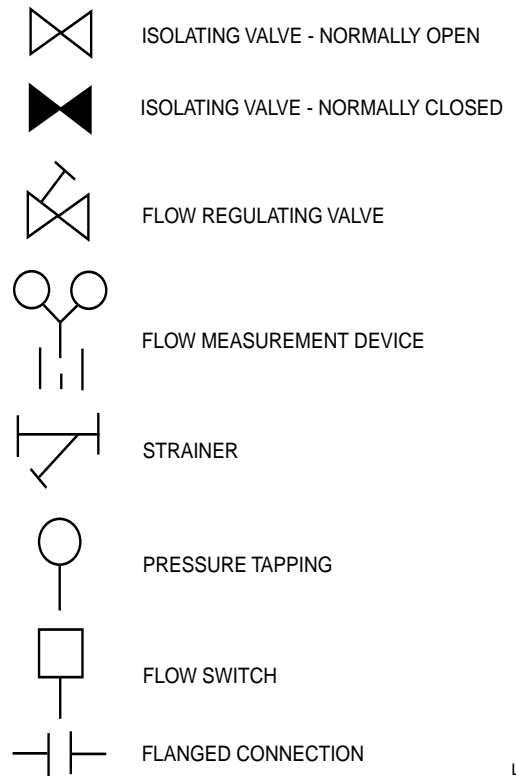 ISOLATING VALVE - NORMALLY OPEN
ISOLATING VALVE - NORMALLY CLOSED
FLOW REGULATING VALVE
FLOW MEASUREMENT DEVICE
STRAINER
PRESSURE TAPPING
FLOW SWITCH
FLANGED CONNECTION